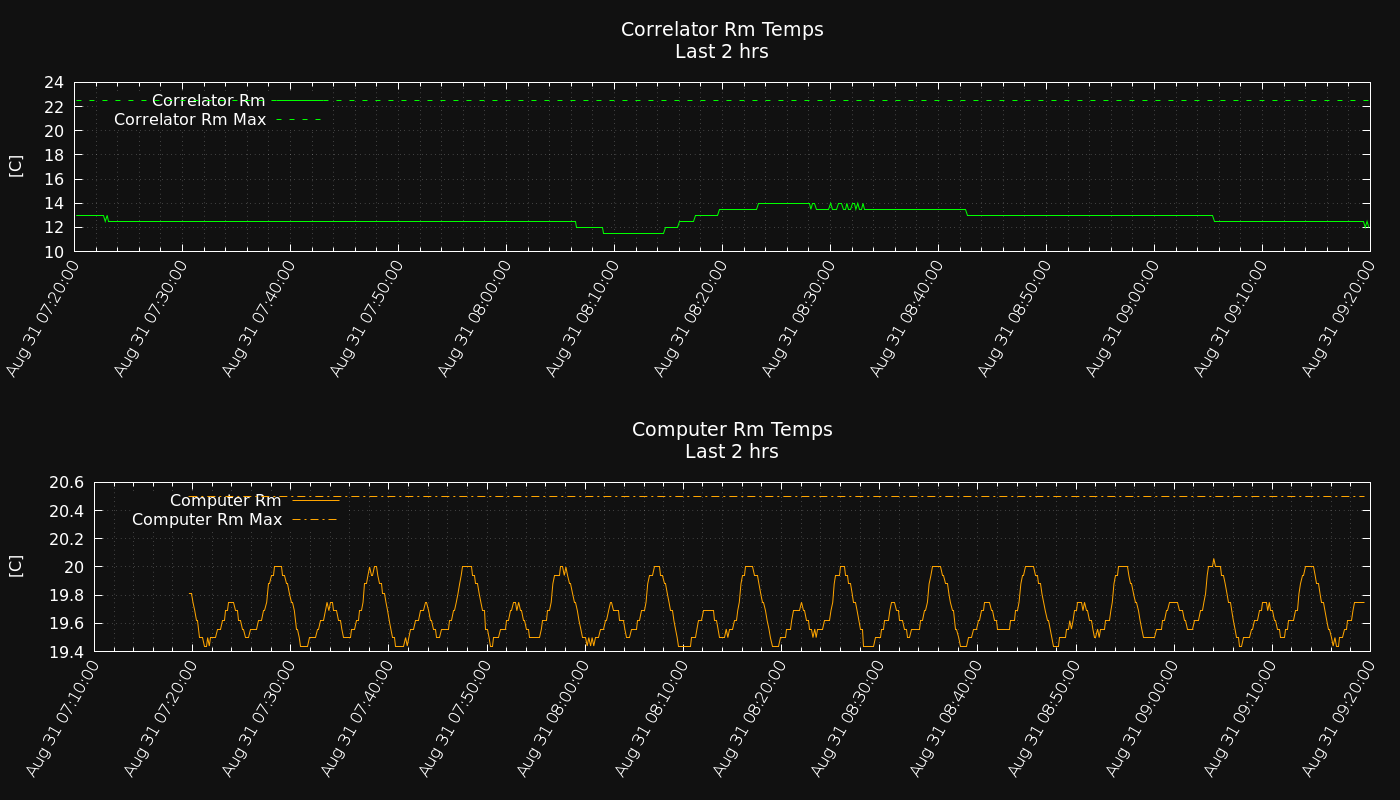 Correlator Rm Temps
Last 2 hrs
24
22
20
18
16
14
12
10
[C]
Correlator Rm
Correlator Rm Max
Aug 31 07:20:00
Aug 31 07:30:00
Aug 31 07:40:00
Aug 31 07:50:00
Aug 31 08:00:00
Aug 31 08:10:00
Aug 31 08:20:00
Aug 31 08:30:00
Aug 31 08:40:00
Aug 31 08:50:00
Aug 31 09:00:00
Aug 31 09:10:00
Aug 31 09:20:00
Computer Rm Temps
Last 2 hrs
20.6
20.4
20.2
20
19.8
19.6
19.4
[C]
Computer Rm
Computer Rm Max
Aug 31 07:10:00
Aug 31 07:20:00
Aug 31 07:30:00
Aug 31 07:40:00
Aug 31 07:50:00
Aug 31 08:00:00
Aug 31 08:10:00
Aug 31 08:20:00
Aug 31 08:30:00
Aug 31 08:40:00
Aug 31 08:50:00
Aug 31 09:00:00
Aug 31 09:10:00
Aug 31 09:20:00